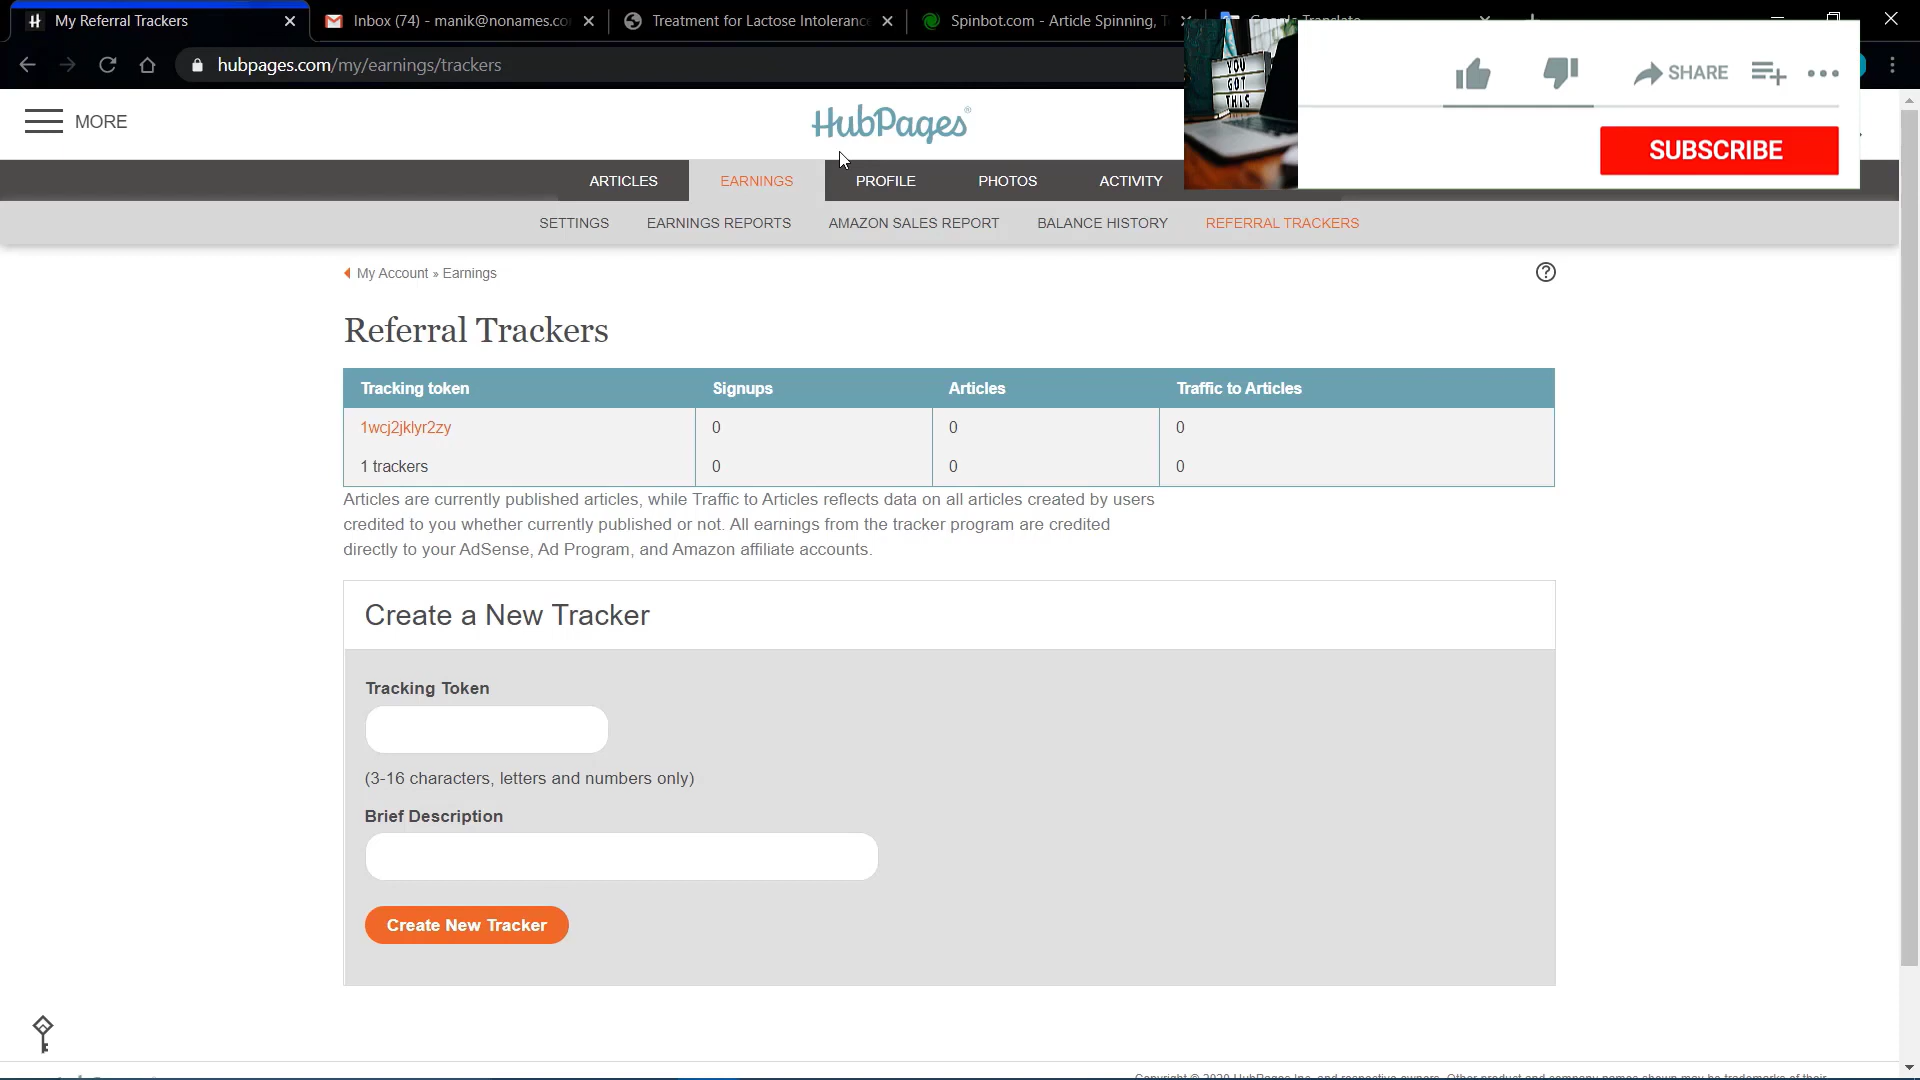 My Referral Trackers
Inbox (74) - manik@nonames.co
Treatment for Lactose Intolerance
Spinbot.com - Article Spinning, T
hubpages.com/my/earnings/trackers
YOU
GOT
THIS
SHARE
SUBSCRIBE
MORE
HubPages®
ARTICLES
EARNINGS
PROFILE
PHOTOS
ACTIVITY
SETTINGS
EARNINGS REPORTS
AMAZON SALES REPORT
BALANCE HISTORY
REFERRAL TRACKERS
My Account » Earnings
Referral Trackers
Tracking token Signups Articles Traffic to Articles
1wcj2jklyr2zy 0 0 0
1 trackers 0 0 0
Articles are currently published articles, while Traffic to Articles reflects data on all articles created by users
credited to you whether currently published or not. All earnings from the tracker program are credited
directly to your AdSense, Ad Program, and Amazon affiliate accounts.
Create a New Tracker
Tracking Token
(3-16 characters, letters and numbers only)
Brief Description
Create New Tracker